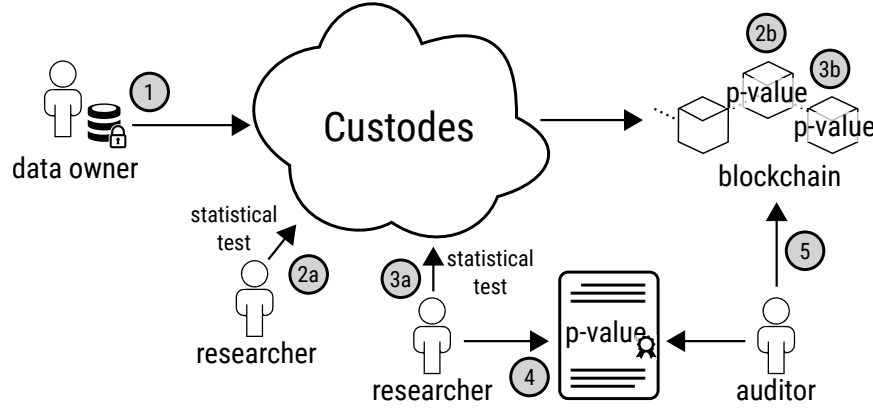 1
data owner
Custodes
2b
3b
p-value
p-value
blockchain
statistical
test
2a
researcher
3a
statistical
test
researcher
4
p-value
5
auditor